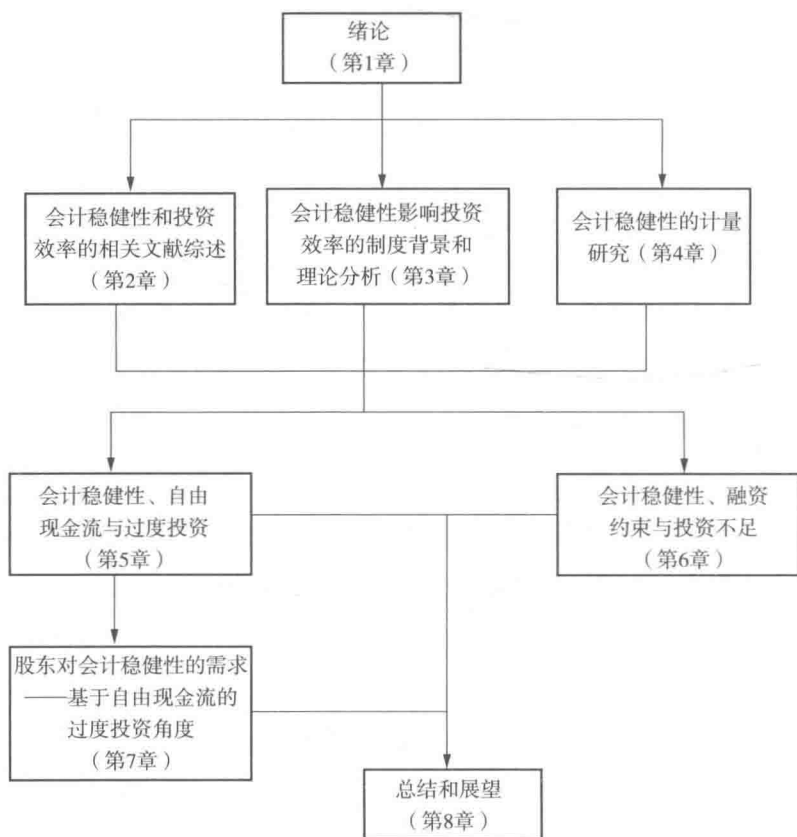 绪论
（第1章）
会计稳健性和投资
效率的相关文献综述
（第2章）
会计稳健性影响投资
效率的制度背景和
理论分析（第3章）
会计稳健性的计量
研究（第4章）
会计稳健性、自由
现金流与过度投资
（第5章）
会计稳健性、融资
约束与投资不足
（第6章）
股东对会计稳健性的需求
——基于自由现金流的
过度投资角度
（第7章）
总结和展望
（第8章）